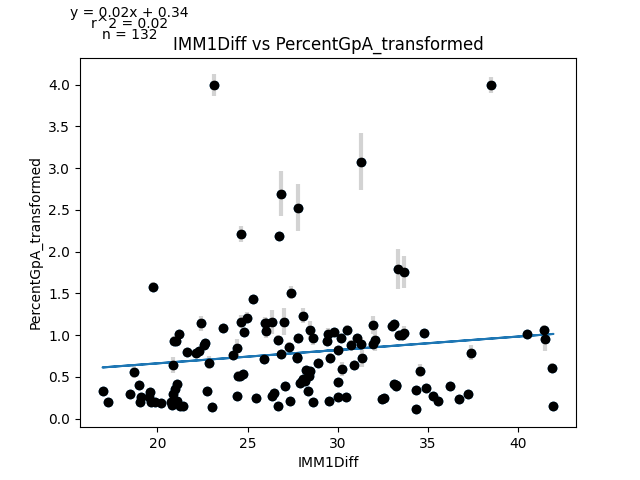 y = 0.02x + 0.34
r^2 = 0.02
n = 132
IMM1Diff vs PercentGpA_transformed
PercentGpA_transformed
4.0
3.5
3.0
2.5
2.0
1.5
1.0
0.5
0.0
20 25 30 35 40
IMM1Diff